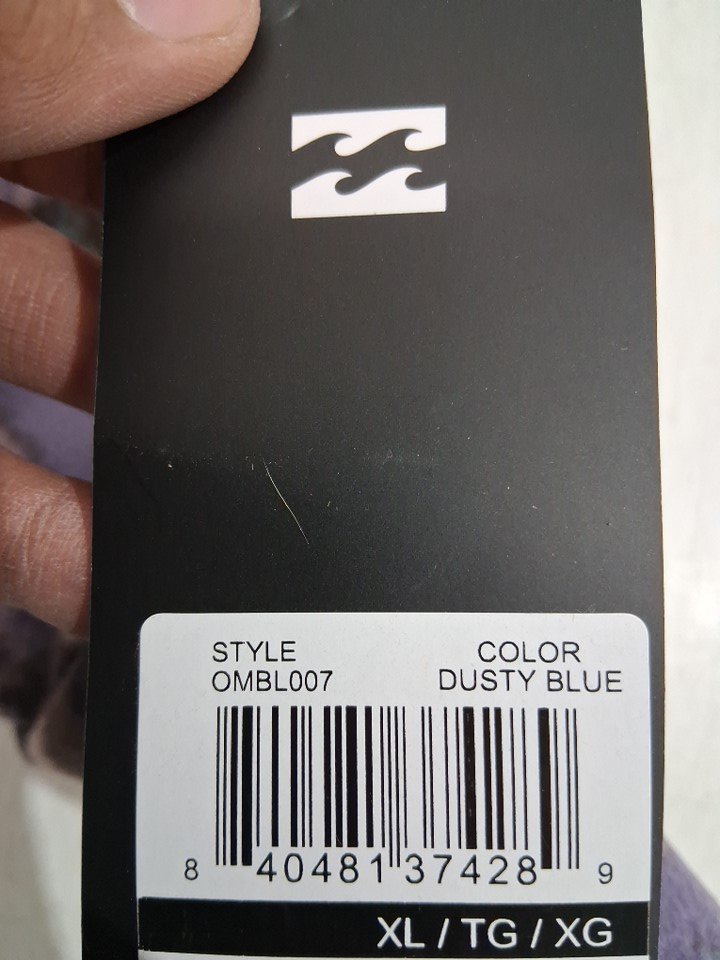 STYLE COLOR
OMBL007 DUSTY BLUE
8 40481 37428 9
XL / TG / XG